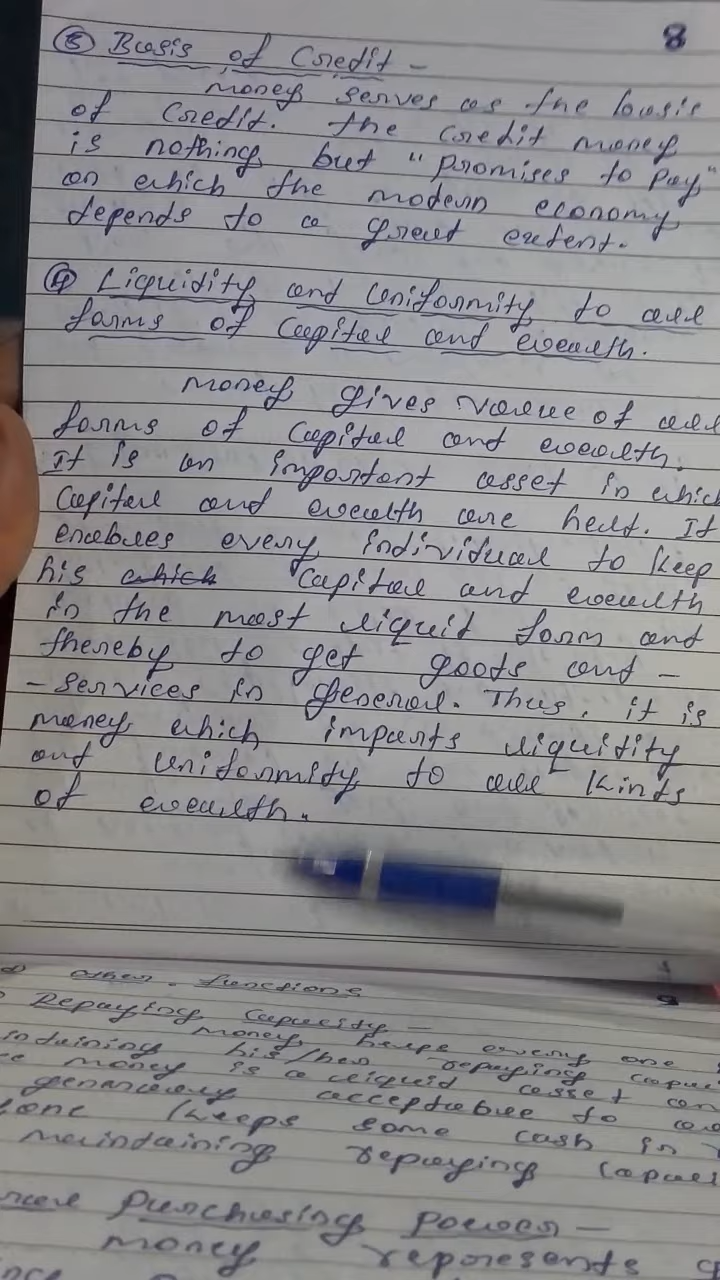 8
③ Basis of Credit -
money serves as the basis
of Credit. The credit money
is nothing but "promises to pay"
on which the modern economy
depends to a great extent.
④ Liquidity and Uniformity to all
forms of Capital and wealth.
money gives value of all
forms of Capital and wealth.
It is an important asset in which
Capital and wealth are held. It
enables every individual to keep
his which Capital and wealth
in the most liquit form and
thereby to get goods and -
- services in general. Thus, it is
money which imparts liquidity
and uniformity to all kinds
of wealth.
9
other functions
Repaying Capacity -
money helps every one
his/her repaying
money is a liquid asset
acceptable to
keeps some cash in
maintaining repaying
Purchasing power -
money represents